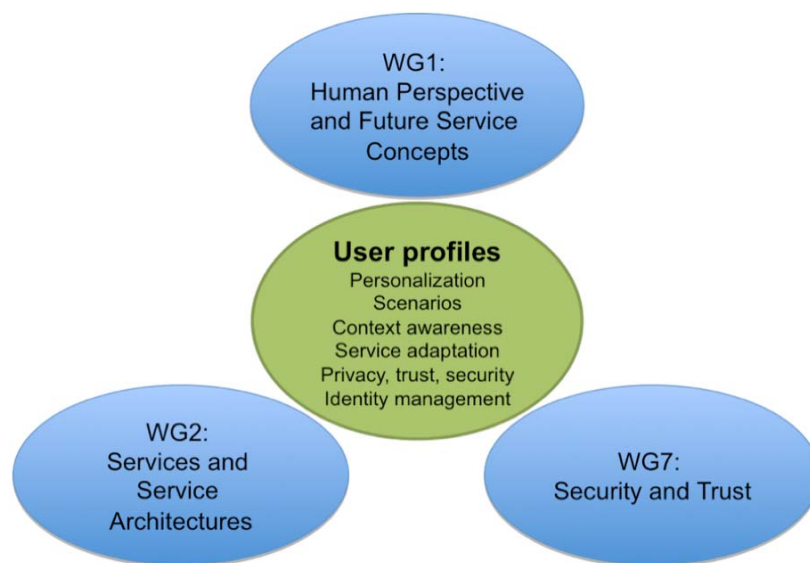 WG1:
Human Perspective
and Future Service
Concepts
User profiles
Personalization
Scenarios
Context awareness
Service adaptation
Privacy, trust, security
Identity management
WG2:
Services and
Service
Architectures
WG7:
Security and Trust